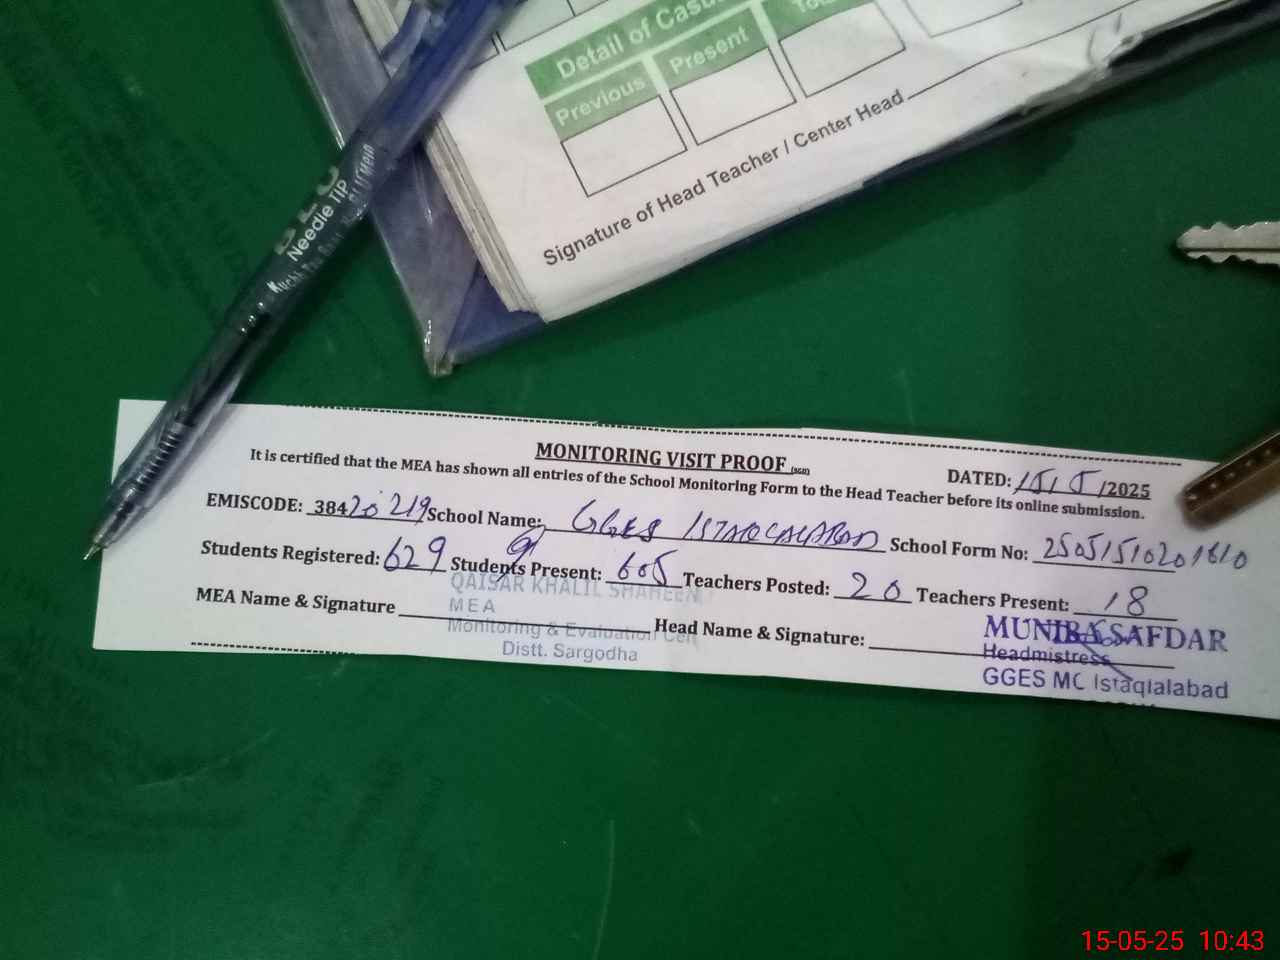 Detail of
Previous Present
Signature of Head Teacher / Center Head
Needle TIP
MONITORING VISIT PROOF (SGD)
DATED: 15/5/2025
It is certified that the MEA has shown all entries of the School Monitoring Form to the Head Teacher before its online submission.
EMISCODE: 38420219 School Name: GGES ISTAQLALABAD School Form No: 2505151020
Students Registered: 629 Students Present: 605 Teachers Posted: 20 Teachers Present: 18
MEA Name & Signature Head Name & Signature:
QAISAR KHALIL SHAHEEN
MEA
Monitoring & Evaluation Cell
Distt. Sargodha
MUNIBA SAFDAR
Headmistress
GGES MC Istaqlalabad
15-05-25 10:43